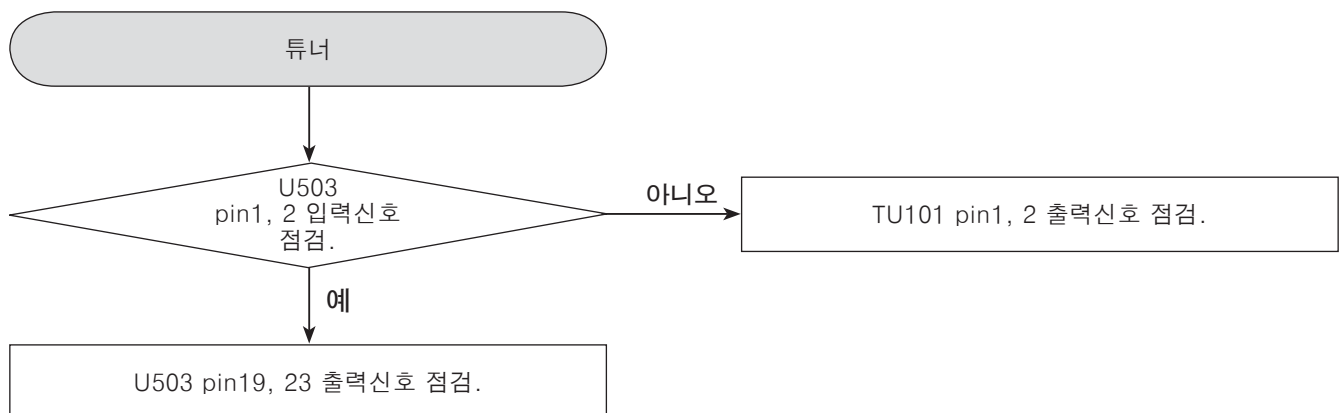 튜너
U503
pin1, 2 입력신호
점검.
아니오
TU101 pin1, 2 출력신호 점검.
예
U503 pin19, 23 출력신호 점검.